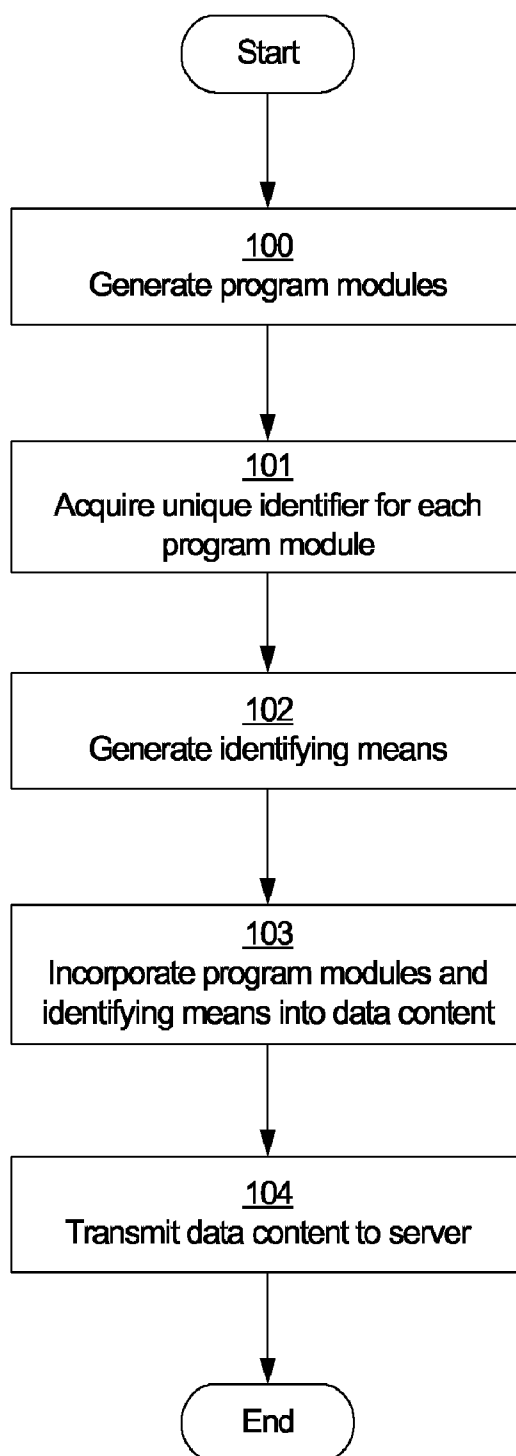 Start
100
Generate program modules
101
Acquire unique identifier for each
program module
102
Generate identifying means
103
Incorporate program modules and
identifying means into data content
104
Transmit data content to server
End